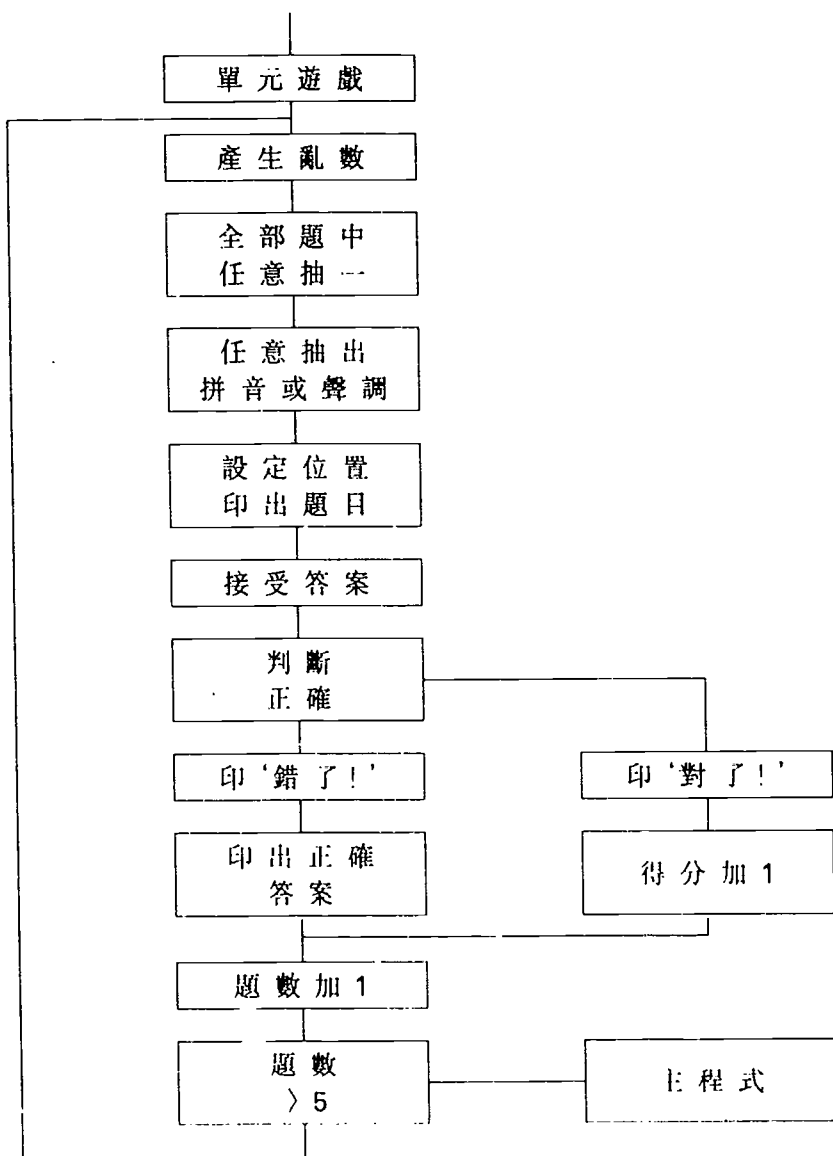 單元遊戲
產生亂數
全部題中
任意抽一
任意抽出
拼音或聲調
設定位置
印出題目
接受答案
判斷
正確
印‘錯了!’
印‘對了!’
印出正確
答案
得分加1
題數加1
題數
>5
主程式